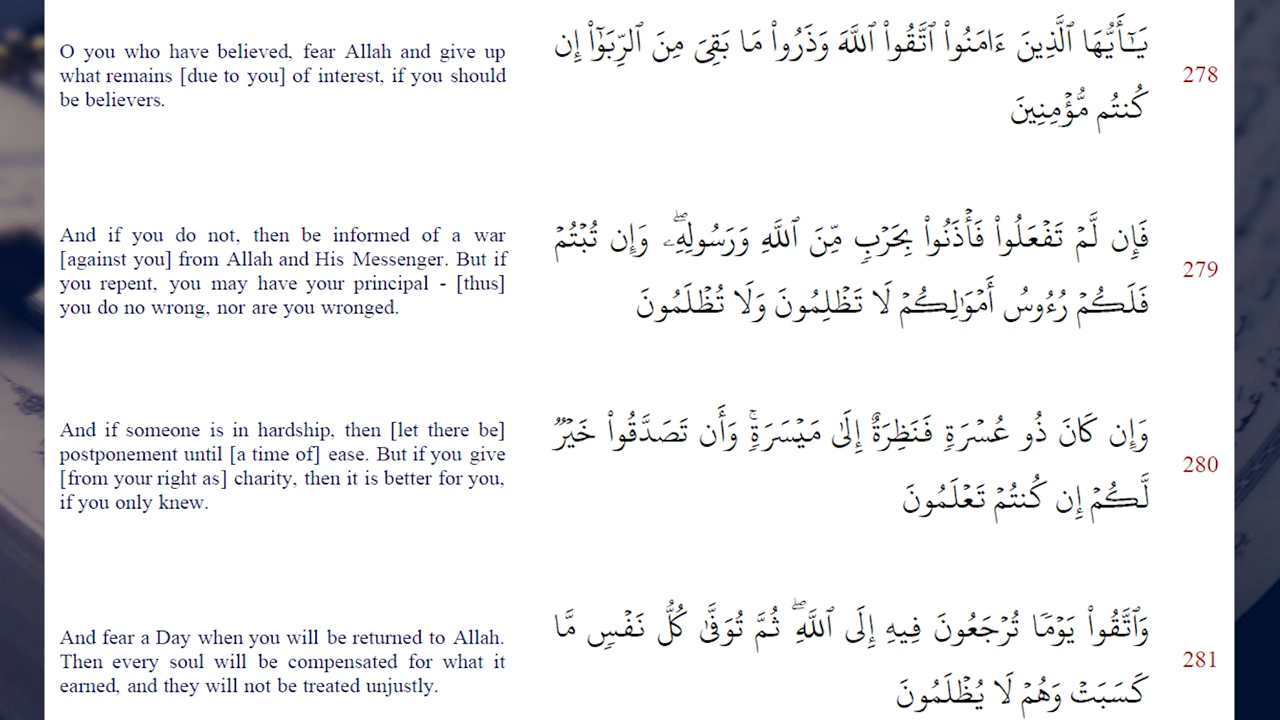 O you who have believed, fear Allah and give up
what remains [due to you] of interest, if you should
be believers.
يَـٰٓأَيُّهَا ٱلَّذِينَ ءَامَنُوا۟ ٱتَّقُوا۟ ٱللَّهَ وَذَرُوا۟ مَا بَقِىَ مِنَ ٱلرِّبَوٰٓا۟ إِن
كُنتُم مُّؤْمِنِينَ
278
And if you do not, then be informed of a war
[against you] from Allah and His Messenger. But if
you repent, you may have your principal - [thus]
you do no wrong, nor are you wronged.
فَإِن لَّمْ تَفْعَلُوا۟ فَأْذَنُوا۟ بِحَرْبٍ مِّنَ ٱللَّهِ وَرَسُولِهِۦ ۖ وَإِن تُبْتُمْ
فَلَكُمْ رُءُوسُ أَمْوَٰلِكُمْ لَا تَظْلِمُونَ وَلَا تُظْلَمُونَ
279
And if someone is in hardship, then [let there be]
postponement until [a time of] ease. But if you give
[from your right as] charity, then it is better for you,
if you only knew.
وَإِن كَانَ ذُو عُسْرَةٍ فَنَظِرَةٌ إِلَىٰ مَيْسَرَةٍ ۚ وَأَن تَصَدَّقُوا۟ خَيْرٌ
لَّكُمْ إِن كُنتُمْ تَعْلَمُونَ
280
And fear a Day when you will be returned to Allah.
Then every soul will be compensated for what it
earned, and they will not be treated unjustly.
وَٱتَّقُوا۟ يَوْمًا تُرْجَعُونَ فِيهِ إِلَى ٱللَّهِ ۖ ثُمَّ تُوَفَّىٰ كُلُّ نَفْسٍ مَّا
كَسَبَتْ وَهُمْ لَا يُظْلَمُونَ
281